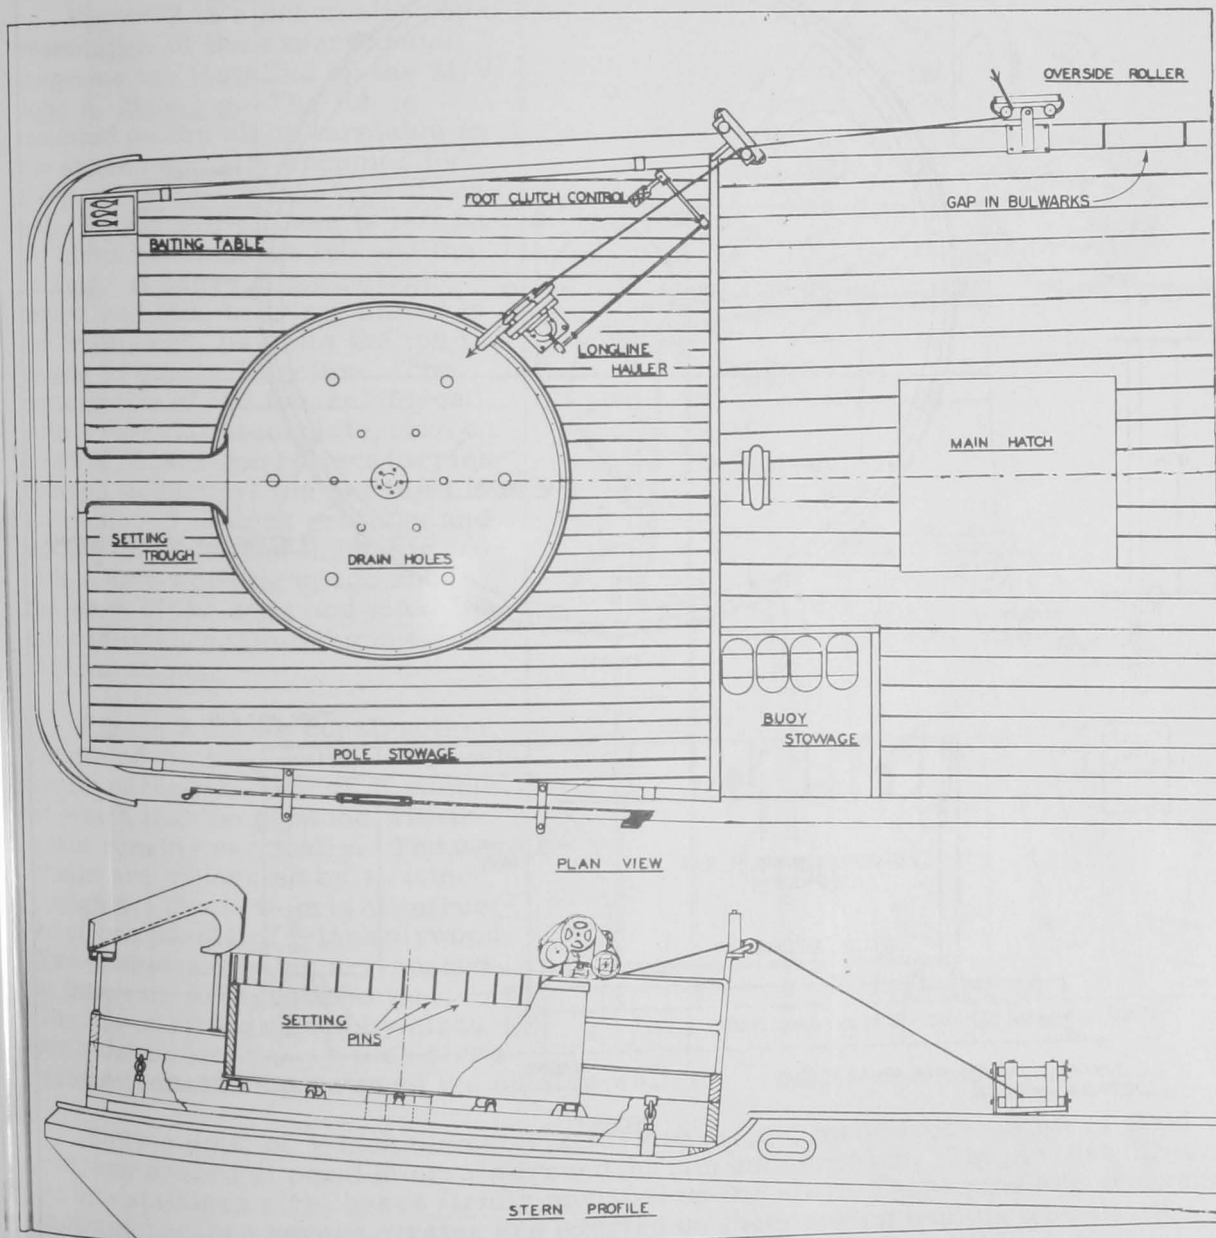 OVERSIDE ROLLER
FOOT CLUTCH CONTROL
GAP IN BULWARKS
BAITING TABLE
LONGLINE
HAULER
MAIN HATCH
SETTING
TROUGH
DRAIN HOLES
BUOY
STOWAGE
POLE STOWAGE
PLAN VIEW
SETTING
PINS
STERN PROFILE